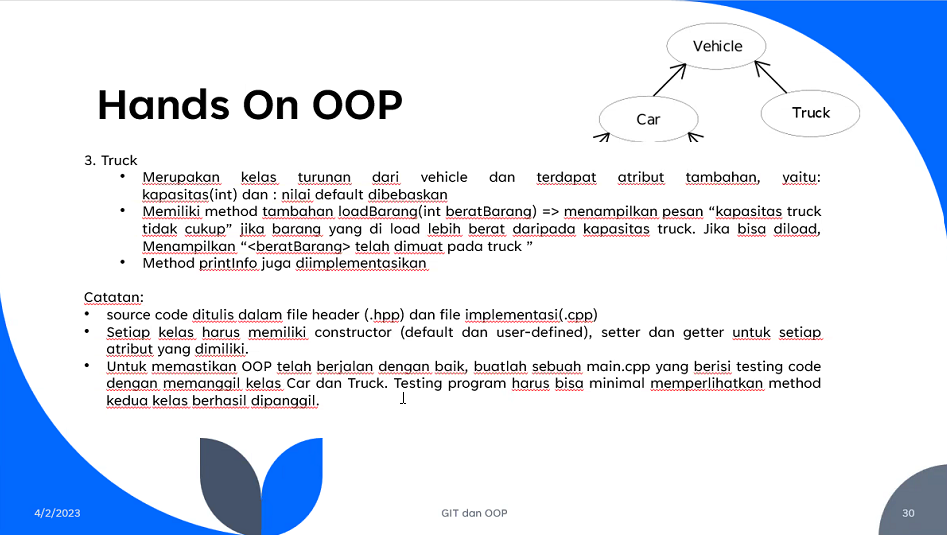 Vehicle
Hands On OOP
Car
Truck
3. Truck
• Merupakan kelas turunan dari vehicle dan terdapat atribut tambahan, yaitu:
kapasitas(int) dan : nilai default dibebaskan
• Memiliki method tambahan loadBarang(int beratBarang) => menampilkan pesan “kapasitas truck
tidak cukup” jika barang yang di load lebih berat daripada kapasitas truck. Jika bisa diload,
Menampilkan “<beratBarang> telah dimuat pada truck ”
• Method printInfo juga diimplementasikan
Catatan:
• source code ditulis dalam file header (.hpp) dan file implementasi(.cpp)
• Setiap kelas harus memiliki constructor (default dan user-defined), setter dan getter untuk setiap
atribut yang dimiliki.
• Untuk memastikan OOP telah berjalan dengan baik, buatlah sebuah main.cpp yang berisi testing code
dengan memanggil kelas Car dan Truck. Testing program harus bisa minimal memperlihatkan method
kedua kelas berhasil dipanggil.
4/2/2023
GIT dan OOP
30